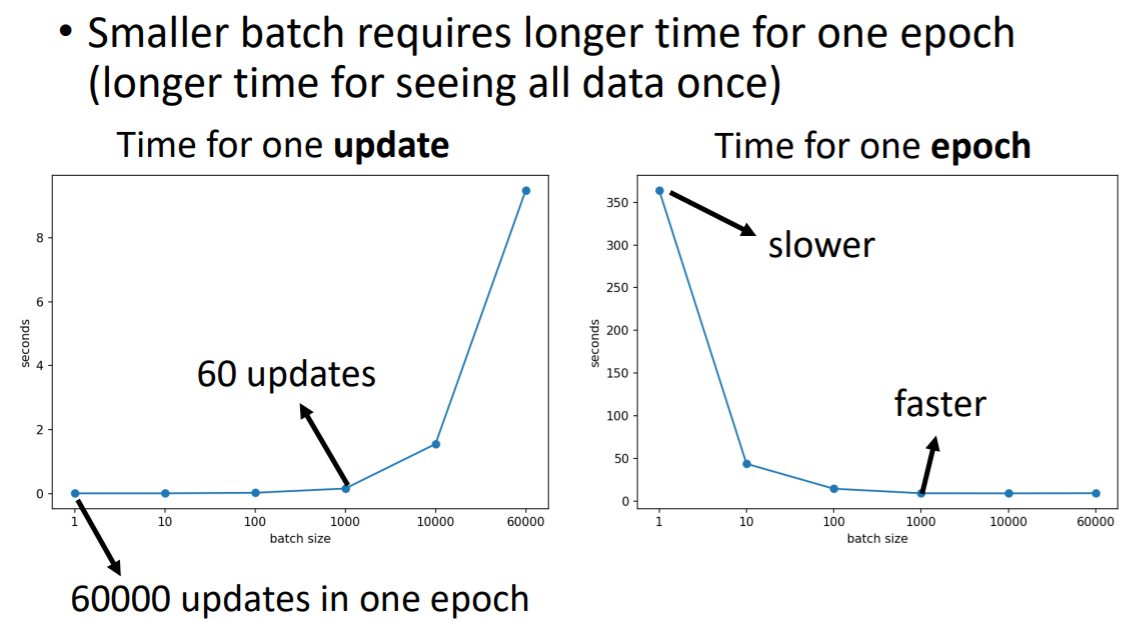 • Smaller batch requires longer time for one epoch
(longer time for seeing all data once)
Time for one update
8
6
4
2
0
seconds
60 updates
1 10 100 1000 10000 60000
batch size
60000 updates in one epoch
Time for one epoch
350
300
250
200
150
100
50
0
seconds
slower
faster
1 10 100 1000 10000 60000
batch size